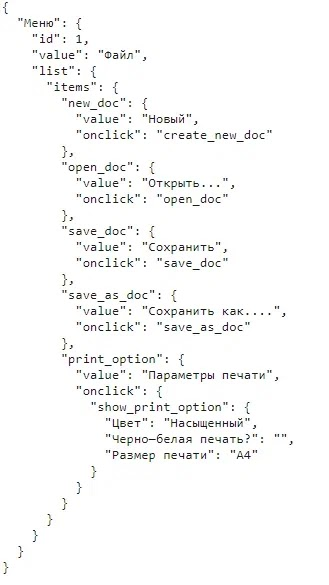 {
  "Меню": {
    "id": 1,
    "value": "Файл",
    "list": {
      "items": {
        "new_doc": {
          "value": "Новый",
          "onclick": "create_new_doc"
        },
        "open_doc": {
          "value": "Открыть...",
          "onclick": "open_doc"
        },
        "save_doc": {
          "value": "Сохранить",
          "onclick": "save_doc"
        },
        "save_as_doc": {
          "value": "Сохранить как....",
          "onclick": "save_as_doc"
        },
        "print_option": {
          "value": "Параметры печати",
          "onclick": {
            "show_print_option": {
              "Цвет": "Насыщенный",
              "Черно—белая печать?": "",
              "Размер печати": "A4"
            }
          }
        }
      }
    }
  }
}